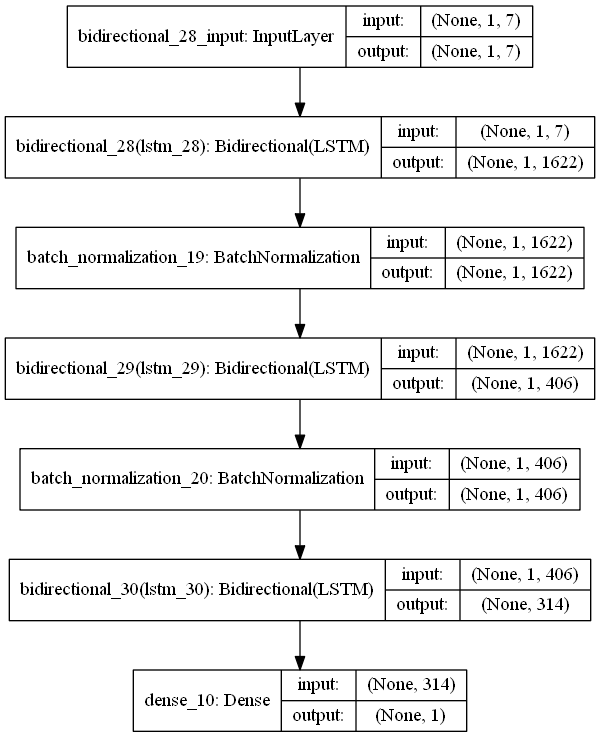 bidirectional_28_input: InputLayer
input: (None, 1, 7)
output: (None, 1, 7)
bidirectional_28(lstm_28): Bidirectional(LSTM)
input: (None, 1, 7)
output: (None, 1, 1622)
batch_normalization_19: BatchNormalization
input: (None, 1, 1622)
output: (None, 1, 1622)
bidirectional_29(lstm_29): Bidirectional(LSTM)
input: (None, 1, 1622)
output: (None, 1, 406)
batch_normalization_20: BatchNormalization
input: (None, 1, 406)
output: (None, 1, 406)
bidirectional_30(lstm_30): Bidirectional(LSTM)
input: (None, 1, 406)
output: (None, 314)
dense_10: Dense
input: (None, 314)
output: (None, 1)